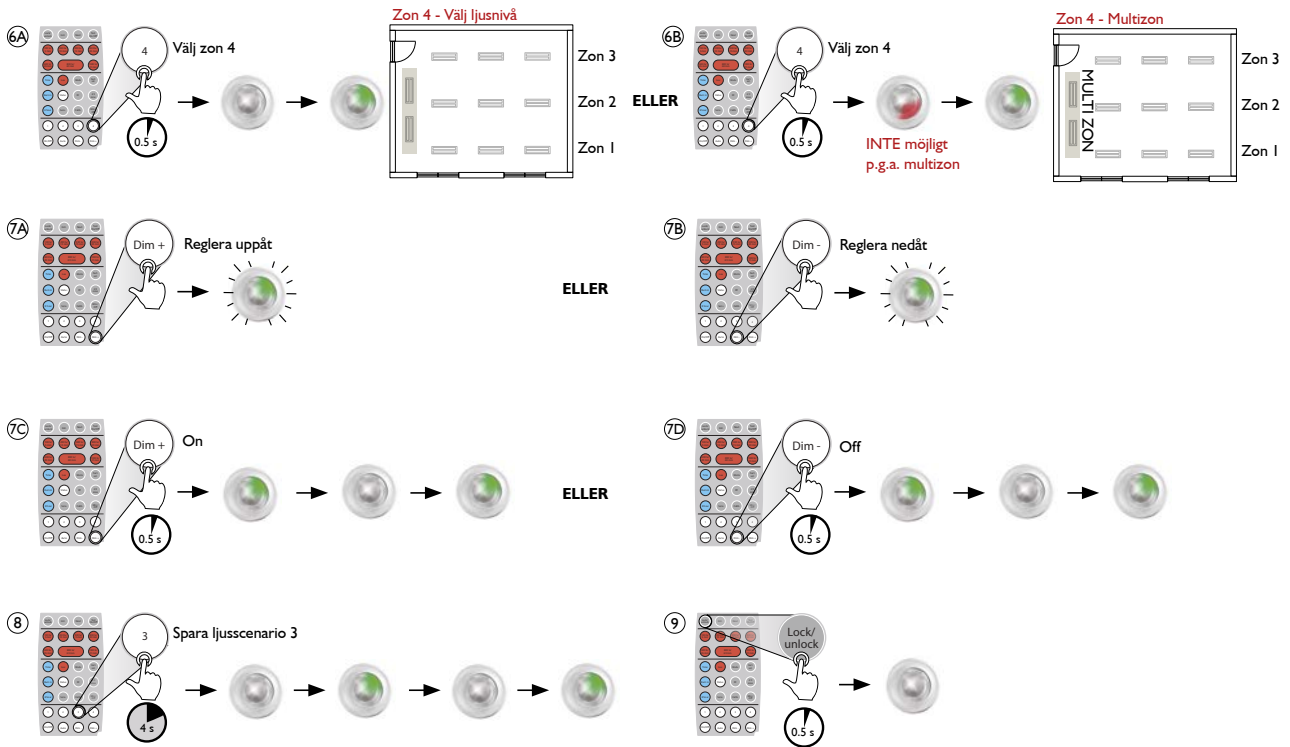 6A
4
Välj zon 4
0.5 s
Zon 4 - Välj ljusnivå
Zon 3
Zon 2
Zon 1
ELLER
6B
4
Välj zon 4
0.5 s
INTE möjligt
p.g.a. multizon
Zon 4 - Multizon
MULTI ZON
Zon 3
Zon 2
Zon 1
7A
Dim +
Reglera uppåt
ELLER
7B
Dim -
Reglera nedåt
7C
Dim +
On
0.5 s
ELLER
7D
Dim -
Off
0.5 s
8
3
Spara ljusscenario 3
4 s
9
Lock/
unlock
0.5 s